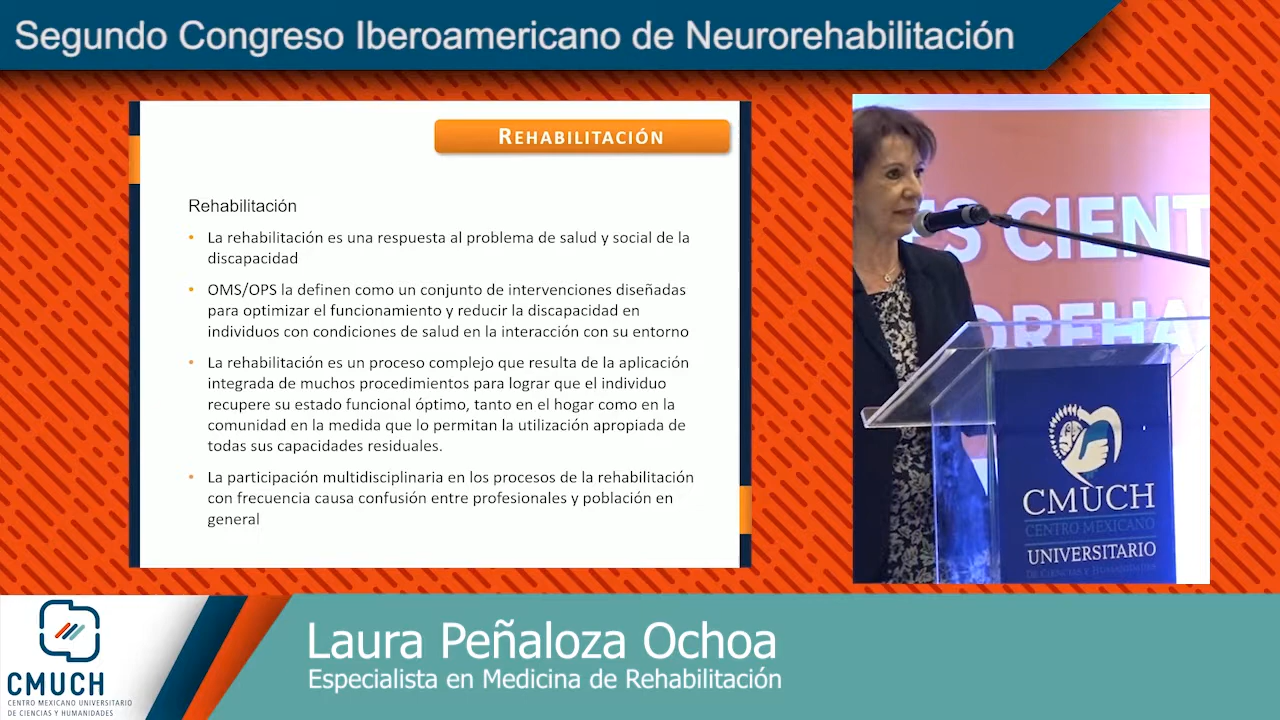 Segundo Congreso Iberoamericano de Neurorehabilitación
REHABILITACIÓN
Rehabilitación
• La rehabilitación es una respuesta al problema de salud y social de la
discapacidad
• OMS/OPS la definen como un conjunto de intervenciones diseñadas
para optimizar el funcionamiento y reducir la discapacidad en
individuos con condiciones de salud en la interacción con su entorno
• La rehabilitación es un proceso complejo que resulta de la aplicación
integrada de muchos procedimientos para lograr que el individuo
recupere su estado funcional óptimo, tanto en el hogar como en la
comunidad en la medida que lo permitan la utilización apropiada de
todas sus capacidades residuales.
• La participación multidisciplinaria en los procesos de la rehabilitación
con frecuencia causa confusión entre profesionales y población en
general
ES CIENT
OREHA
CMUCH
CENTRO MEXICANO
UNIVERSITARIO
DE CIENCIAS Y HUMANIDADES
Laura Peñaloza Ochoa
Especialista en Medicina de Rehabilitación
CMUCH
CENTRO MEXICANO UNIVERSITARIO
DE CIENCIAS Y HUMANIDADES